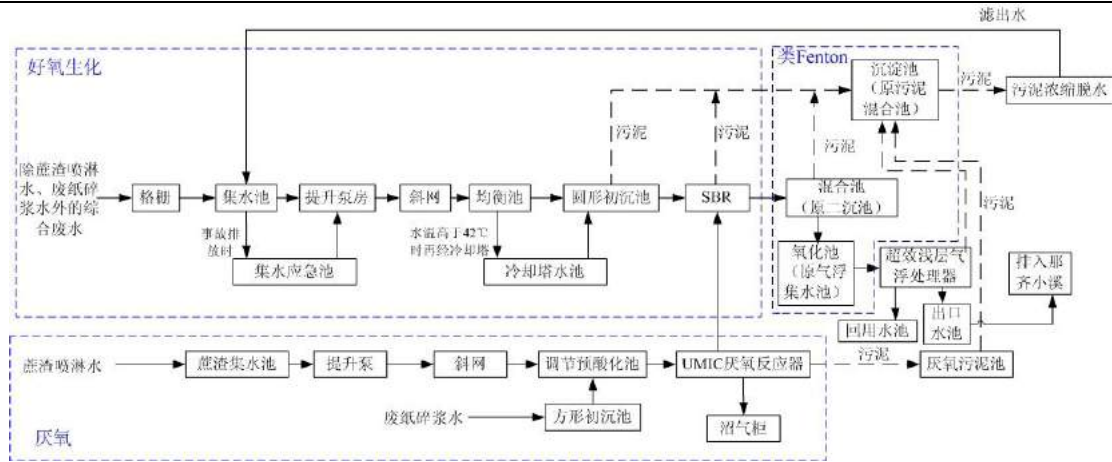 滤出水
好氧生化
类Fenton
沉淀池
(原污泥
混合池)
污泥
污泥浓缩脱水
污泥
污泥
污泥
污泥
除蔗渣喷淋
水、废纸碎
浆水外的综
合废水
格栅
集水池
提升泵房
斜网
均衡池
圆形初沉池
SBR
混合池
(原二沉池)
事故排
放时
集水应急池
水温高于42℃
时再经冷却塔
冷却塔水池
氧化池
(原气浮
集水池)
超效浅层气
浮处理器
排入那
齐小溪
回用水池
出口
水池
蔗渣喷淋水
蔗渣集水池
提升泵
斜网
调节预酸化池
UMIC厌氧反应器
污泥
厌氧污泥池
废纸碎浆水
方形初沉池
沼气柜
厌氧